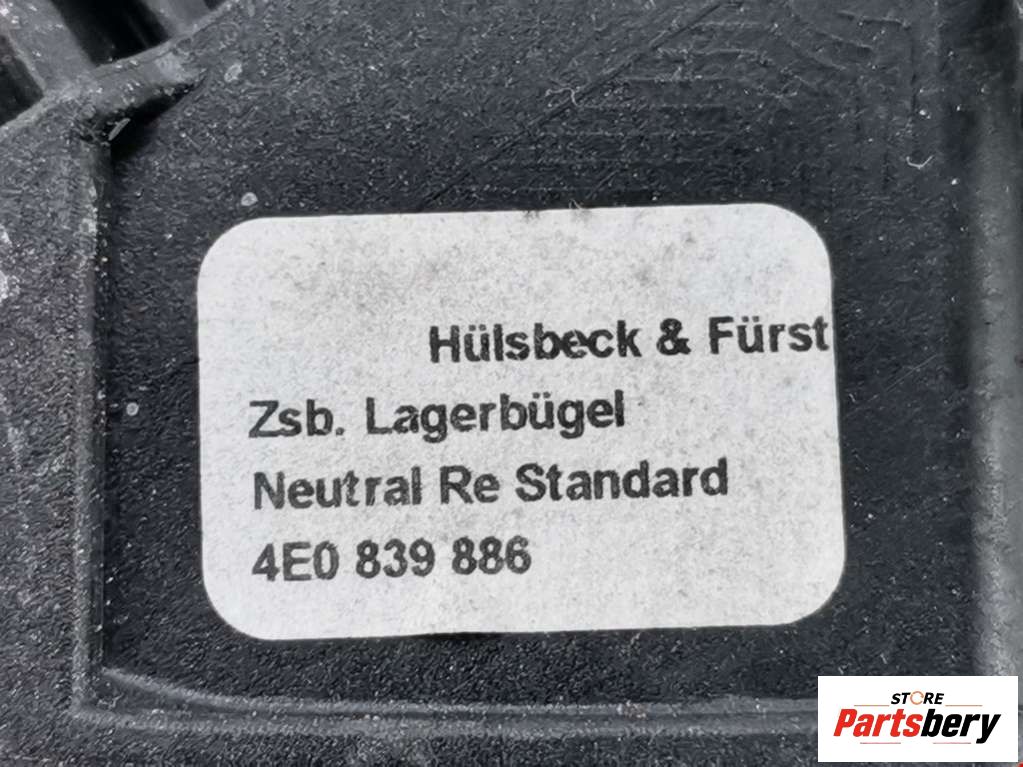 Hülsbeck & Fürst
Zsb. Lagerbügel
Neutral Re Standard
4E0 839 886
STORE
Partsbery